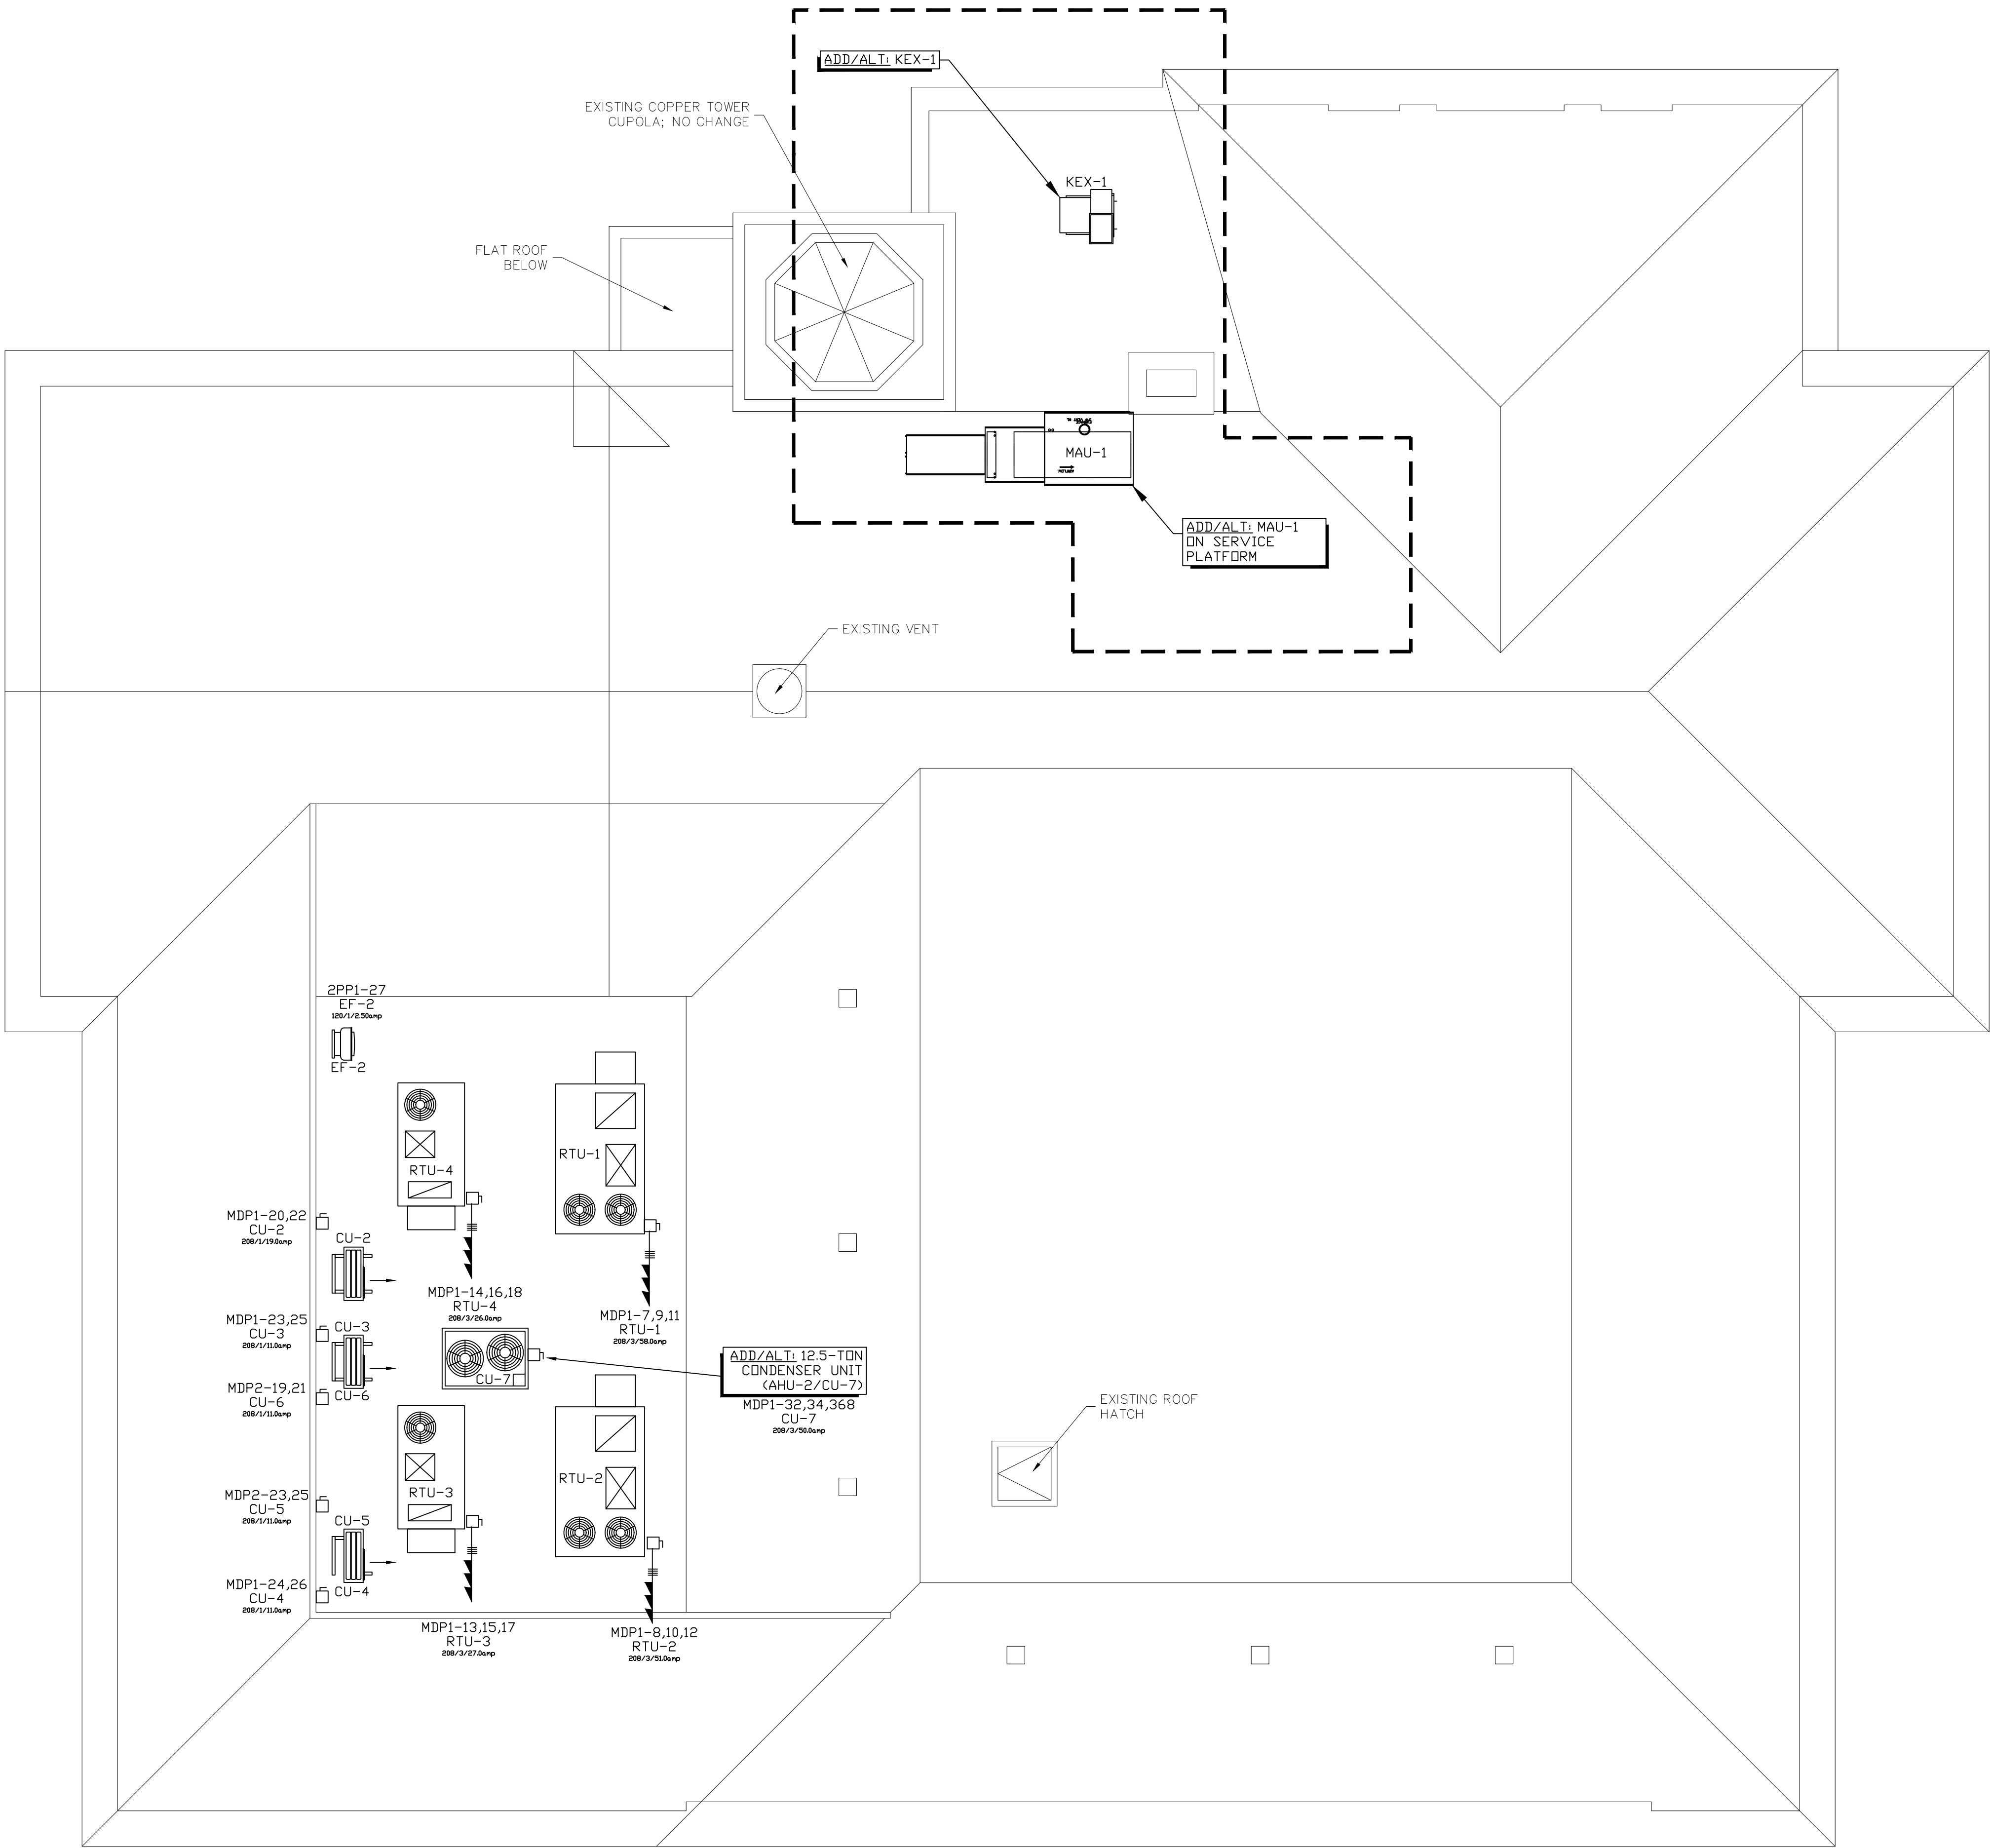 ADD/ALT: KEX-1
EXISTING COPPER TOWER
CUPOLA; NO CHANGE
KEX-1
FLAT ROOF
BELOW
MAU-1
ADD/ALT: MAU-1
ON SERVICE
PLATFORM
EXISTING VENT
2PP1-27
EF-2
120/1/2.50amp
EF-2
RTU-4
RTU-1
MDP1-20,22
CU-2
208/1/19.0amp
CU-2
MDP1-14,16,18
RTU-4
208/3/26.0amp
MDP1-7,9,11
RTU-1
208/3/58.0amp
MDP1-23,25
CU-3
208/1/11.0amp
CU-3
CU-7
ADD/ALT: 12.5-TON
CONDENSER UNIT
(AHU-2/CU-7)
MDP1-32,34,368
CU-7
208/3/50.0amp
MDP2-19,21
CU-6
208/1/11.0amp
CU-6
EXISTING ROOF
HATCH
RTU-3
RTU-2
MDP2-23,25
CU-5
208/1/11.0amp
CU-5
MDP1-24,26
CU-4
208/1/11.0amp
CU-4
MDP1-13,15,17
RTU-3
208/3/27.0amp
MDP1-8,10,12
RTU-2
208/3/51.0amp